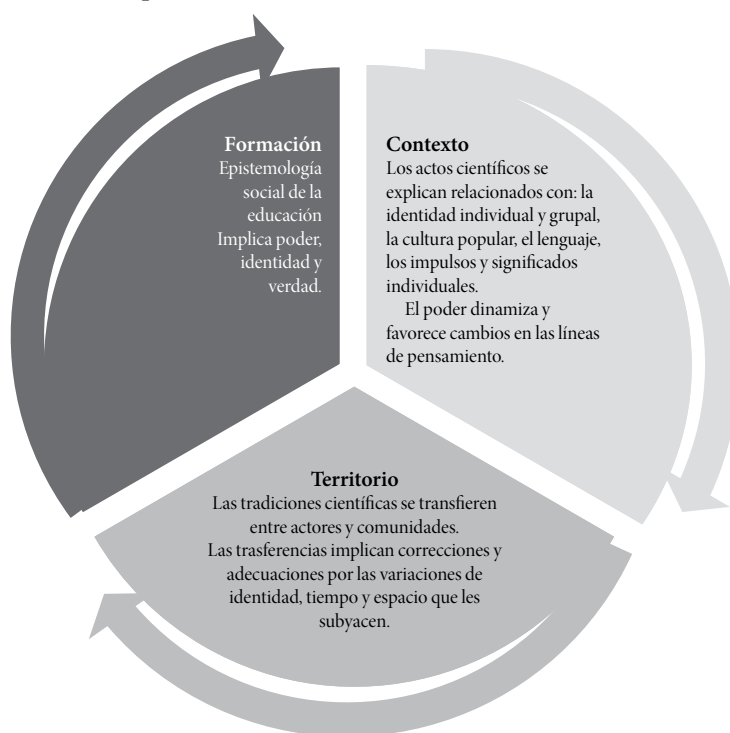 Formación
Epistemología
social de la
educación
Implica poder,
identidad y
verdad.
Contexto
Los actos científicos se
explican relacionados con: la
identidad individual y grupal,
la cultura popular, el lenguaje,
los impulsos y significados
individuales.
El poder dinamiza y
favorece cambios en las líneas
de pensamiento.
Territorio
Las tradiciones científicas se transfieren
entre actores y comunidades.
Las trasferencias implican correcciones y
adecuaciones por las variaciones de
identidad, tiempo y espacio que les
subyacen.